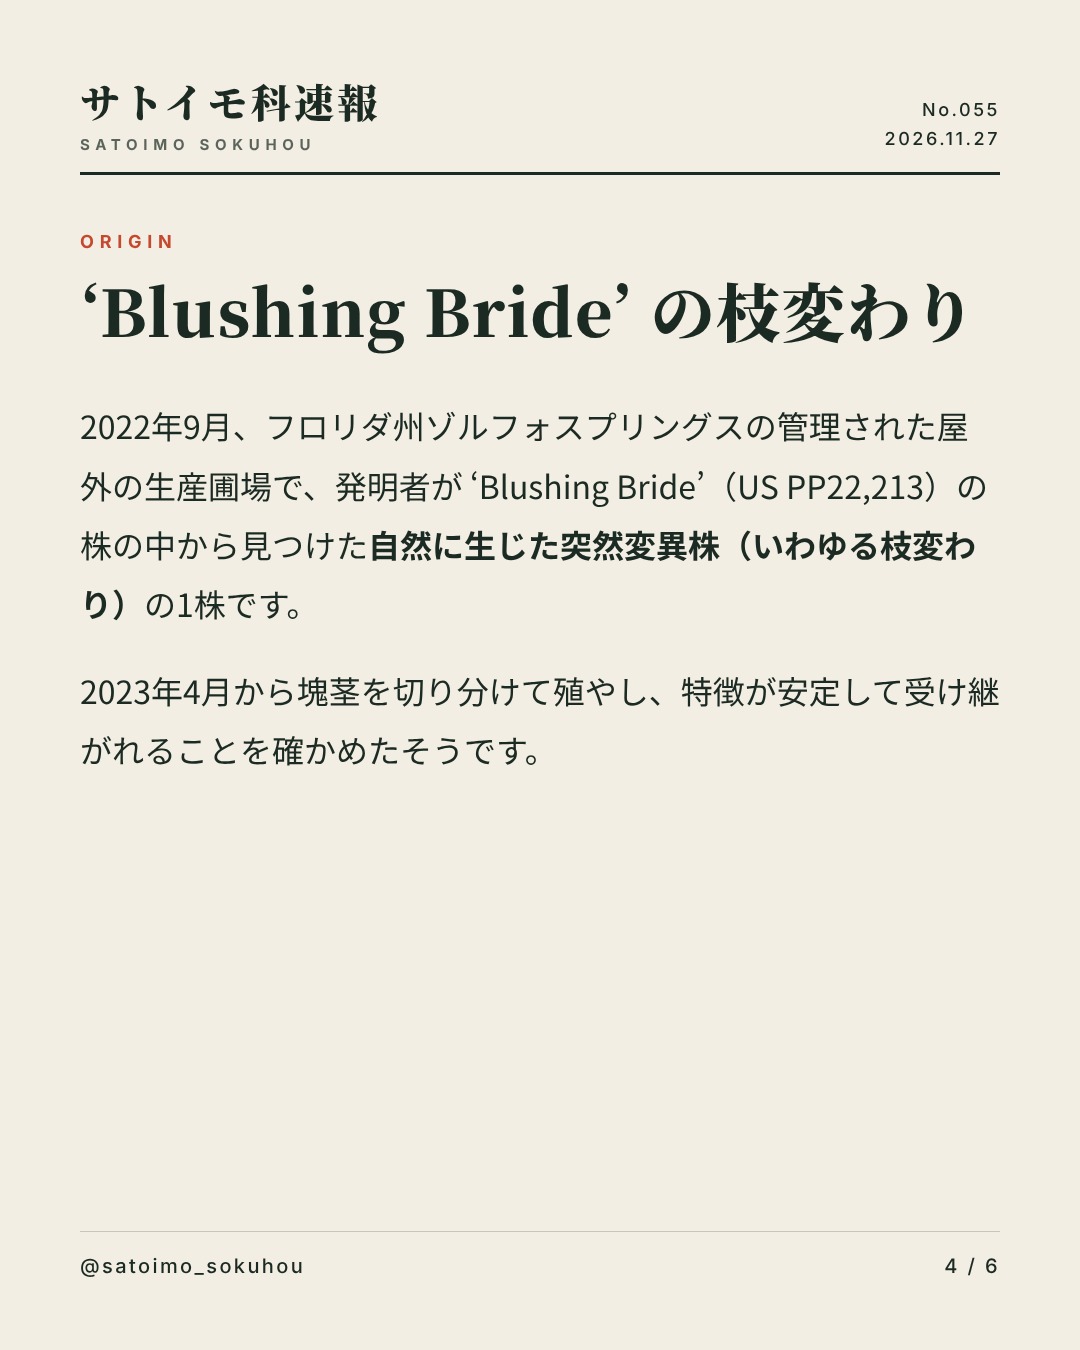 サトイモ科速報
SATOIMO SOKUHOU
No.055
2026.11.27
ORIGIN
‘Blushing Bride’ の枝変わり
2022年9月、フロリダ州ゾルフォスプリングスの管理された屋
外の生産圃場で、発明者が ‘Blushing Bride’（US PP22,213）の
株の中から見つけた自然に生じた突然変異株（いわゆる枝変わ
り）の1株です。
2023年4月から塊茎を切り分けて殖やし、特徴が安定して受け継
がれることを確かめたそうです。
@satoimo_sokuhou
4 / 6